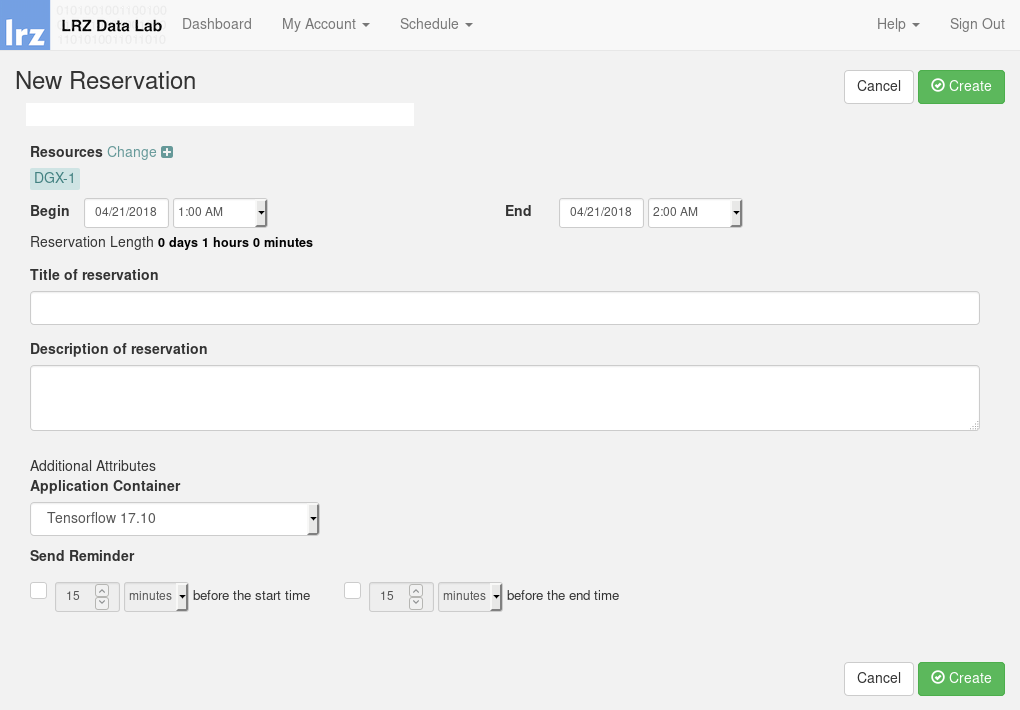 0101001001100100
lrz LRZ Data Lab Dashboard My Account Schedule Help Sign Out
1101010011011010
New Reservation Cancel Create
Resources Change
DGX-1
Begin 04/21/2018 1:00 AM End 04/21/2018 2:00 AM
Reservation Length 0 days 1 hours 0 minutes
Title of reservation
Description of reservation
Additional Attributes
Application Container
Tensorflow 17.10
Send Reminder
15 minutes before the start time 15 minutes before the end time
Cancel Create